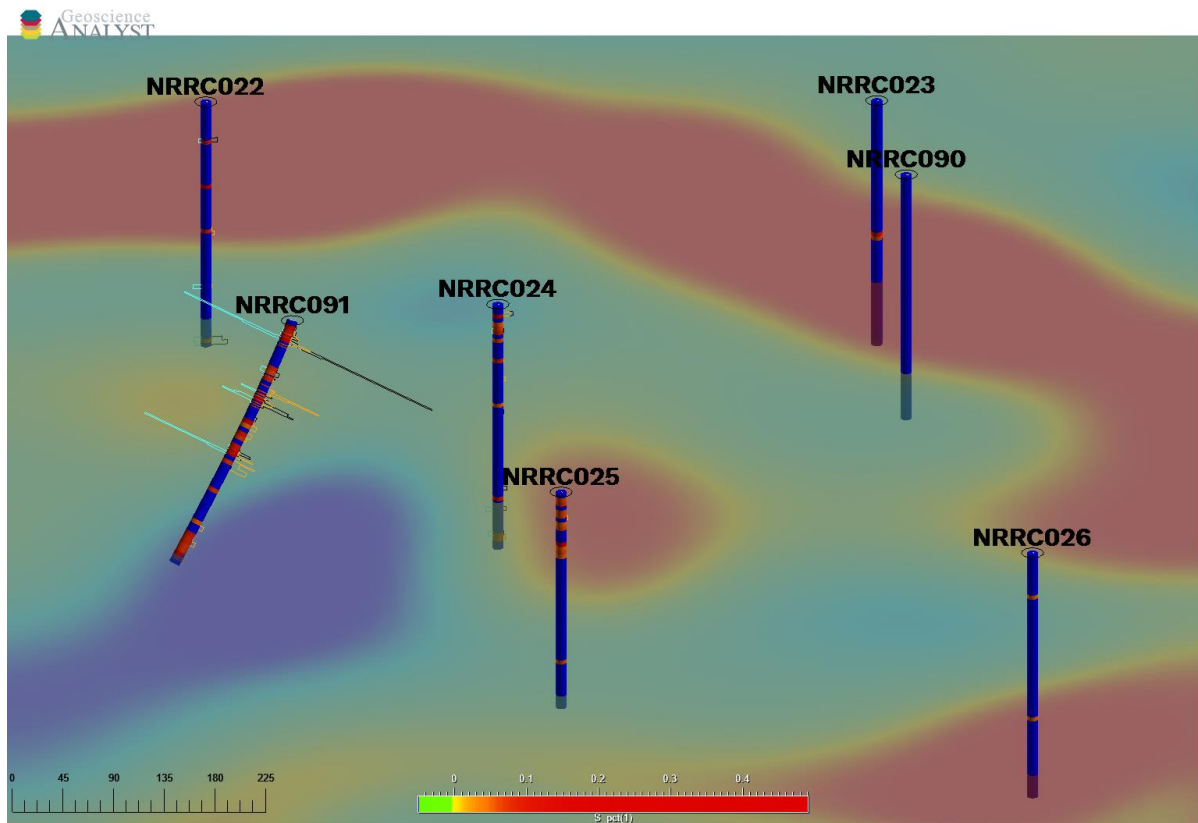 Geoscience
ANALYST
NRRC022
NRRC023
NRRC090
NRRC091
NRRC024
NRRC025
NRRC026
0 45 90 135 180 225
0 0.1 0.2 0.3 0.4
S_pct(1)